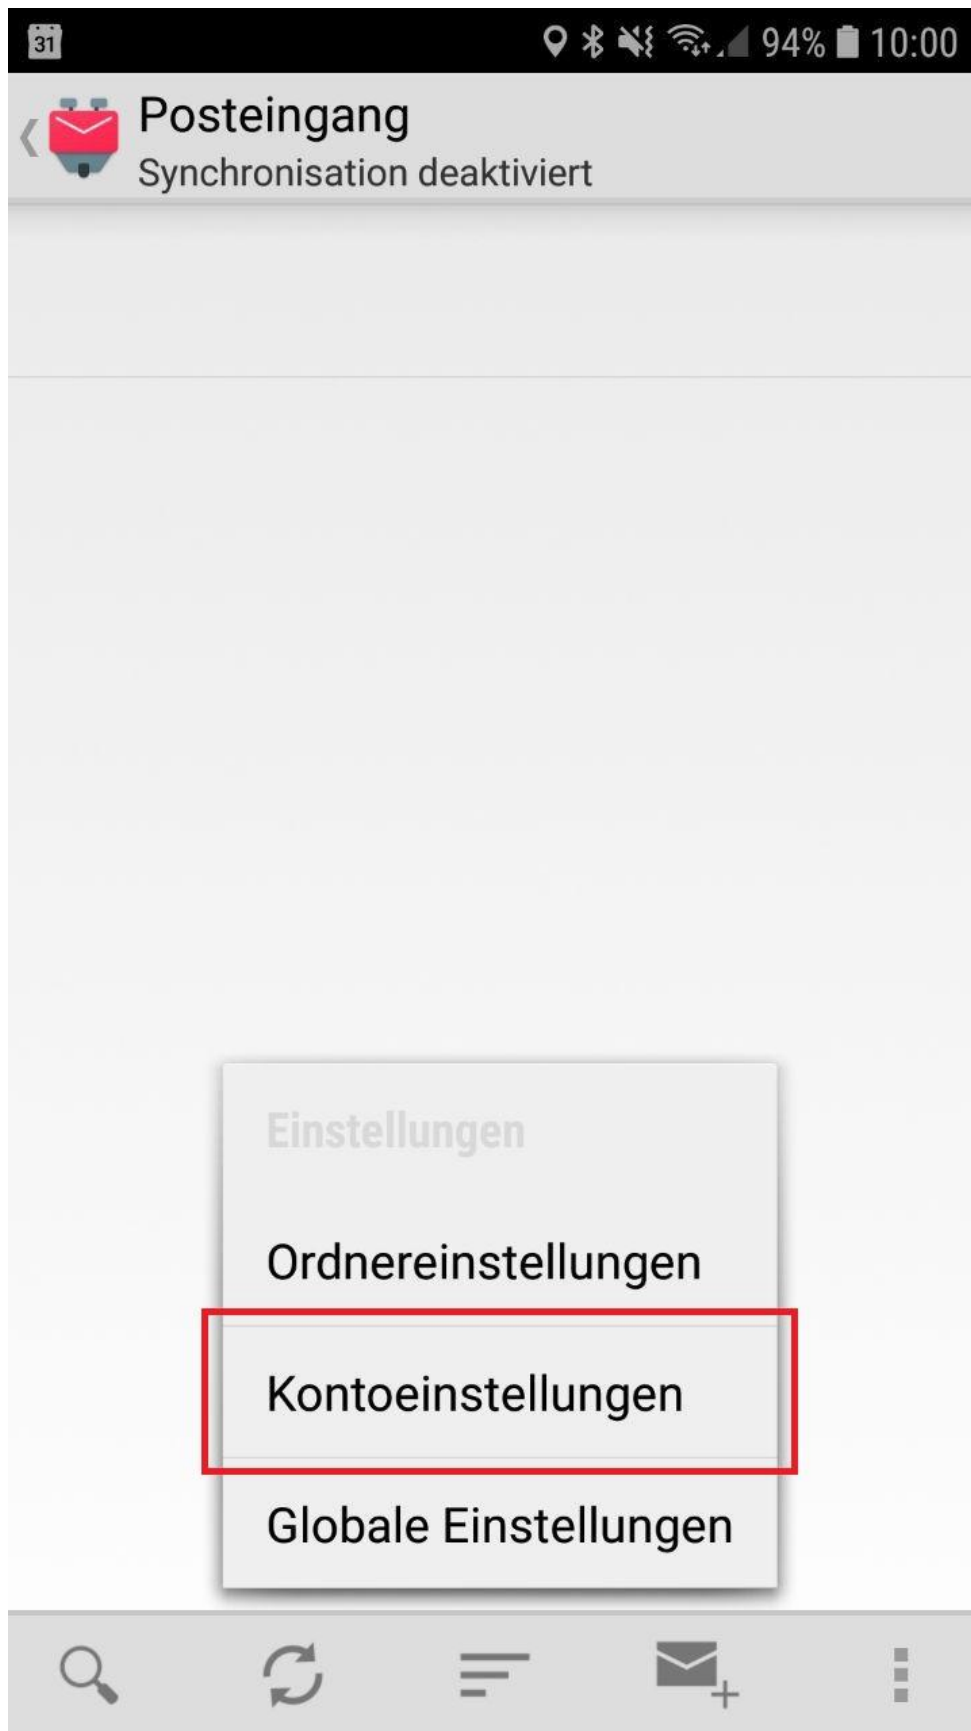 31 94% 10:00
Posteingang
Synchronisation deaktiviert
Einstellungen
Ordnereinstellungen
Kontoeinstellungen
Globale Einstellungen